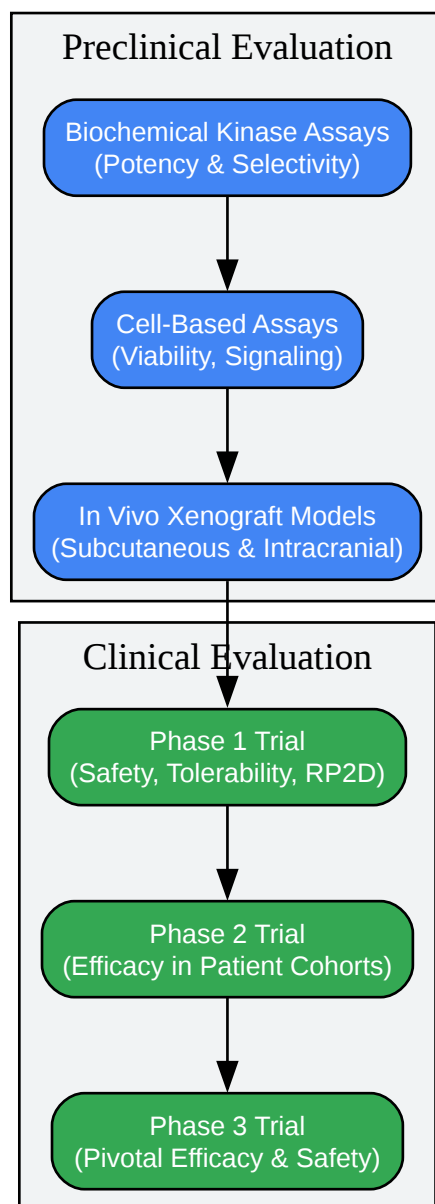 Preclinical Evaluation
Biochemical Kinase Assays
(Potency & Selectivity)
Cell-Based Assays
(Viability, Signaling)
In Vivo Xenograft Models
(Subcutaneous & Intracranial)
Clinical Evaluation
Phase 1 Trial
(Safety, Tolerability, RP2D)
Phase 2 Trial
(Efficacy in Patient Cohorts)
Phase 3 Trial
(Pivotal Efficacy & Safety)